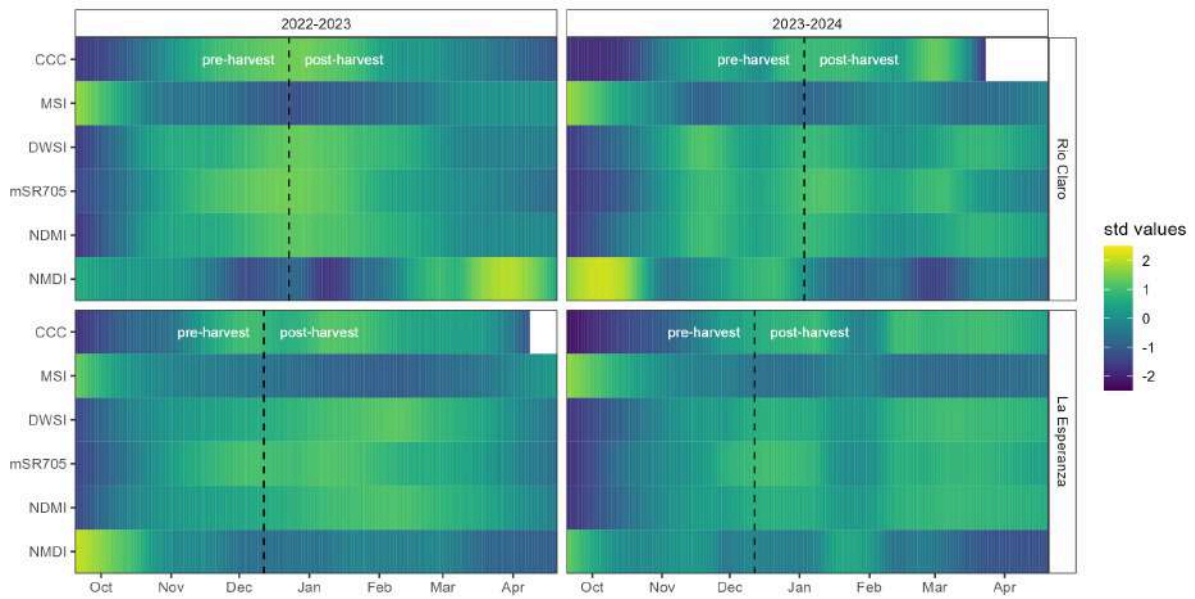 2022-2023
2023-2024
CCC
pre-harvest
post-harvest
pre-harvest
post-harvest
MSI
DWSI
mSR705
NDMI
NMDI
Rio Claro
CCC
pre-harvest
post-harvest
pre-harvest
post-harvest
MSI
DWSI
mSR705
NDMI
NMDI
La Esperanza
Oct Nov Dec Jan Feb Mar Apr
Oct Nov Dec Jan Feb Mar Apr
std values
2
1
0
-1
-2